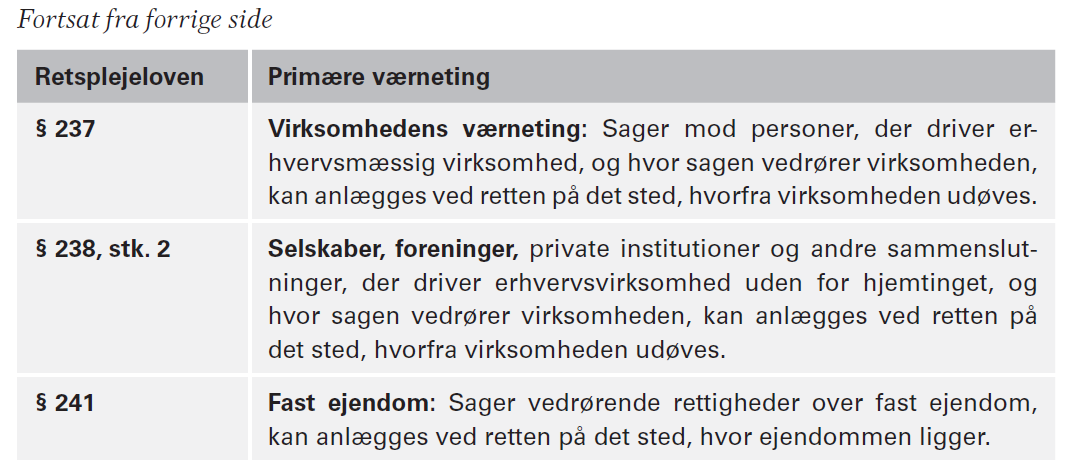 Fortsat fra forrige side
Retsplejeloven Primære værneting
§ 237 Virksomhedens værneting: Sager mod personer, der driver er-
hvervsmæssig virksomhed, og hvor sagen vedrører virksomheden,
kan anlægges ved retten på det sted, hvorfra virksomheden udøves.
§ 238, stk. 2 Selskaber, foreninger, private institutioner og andre sammenslut-
ninger, der driver erhvervsvirksomhed uden for hjemtinget, og
hvor sagen vedrører virksomheden, kan anlægges ved retten på
det sted, hvorfra virksomheden udøves.
§ 241 Fast ejendom: Sager vedrørende rettigheder over fast ejendom,
kan anlægges ved retten på det sted, hvor ejendommen ligger.